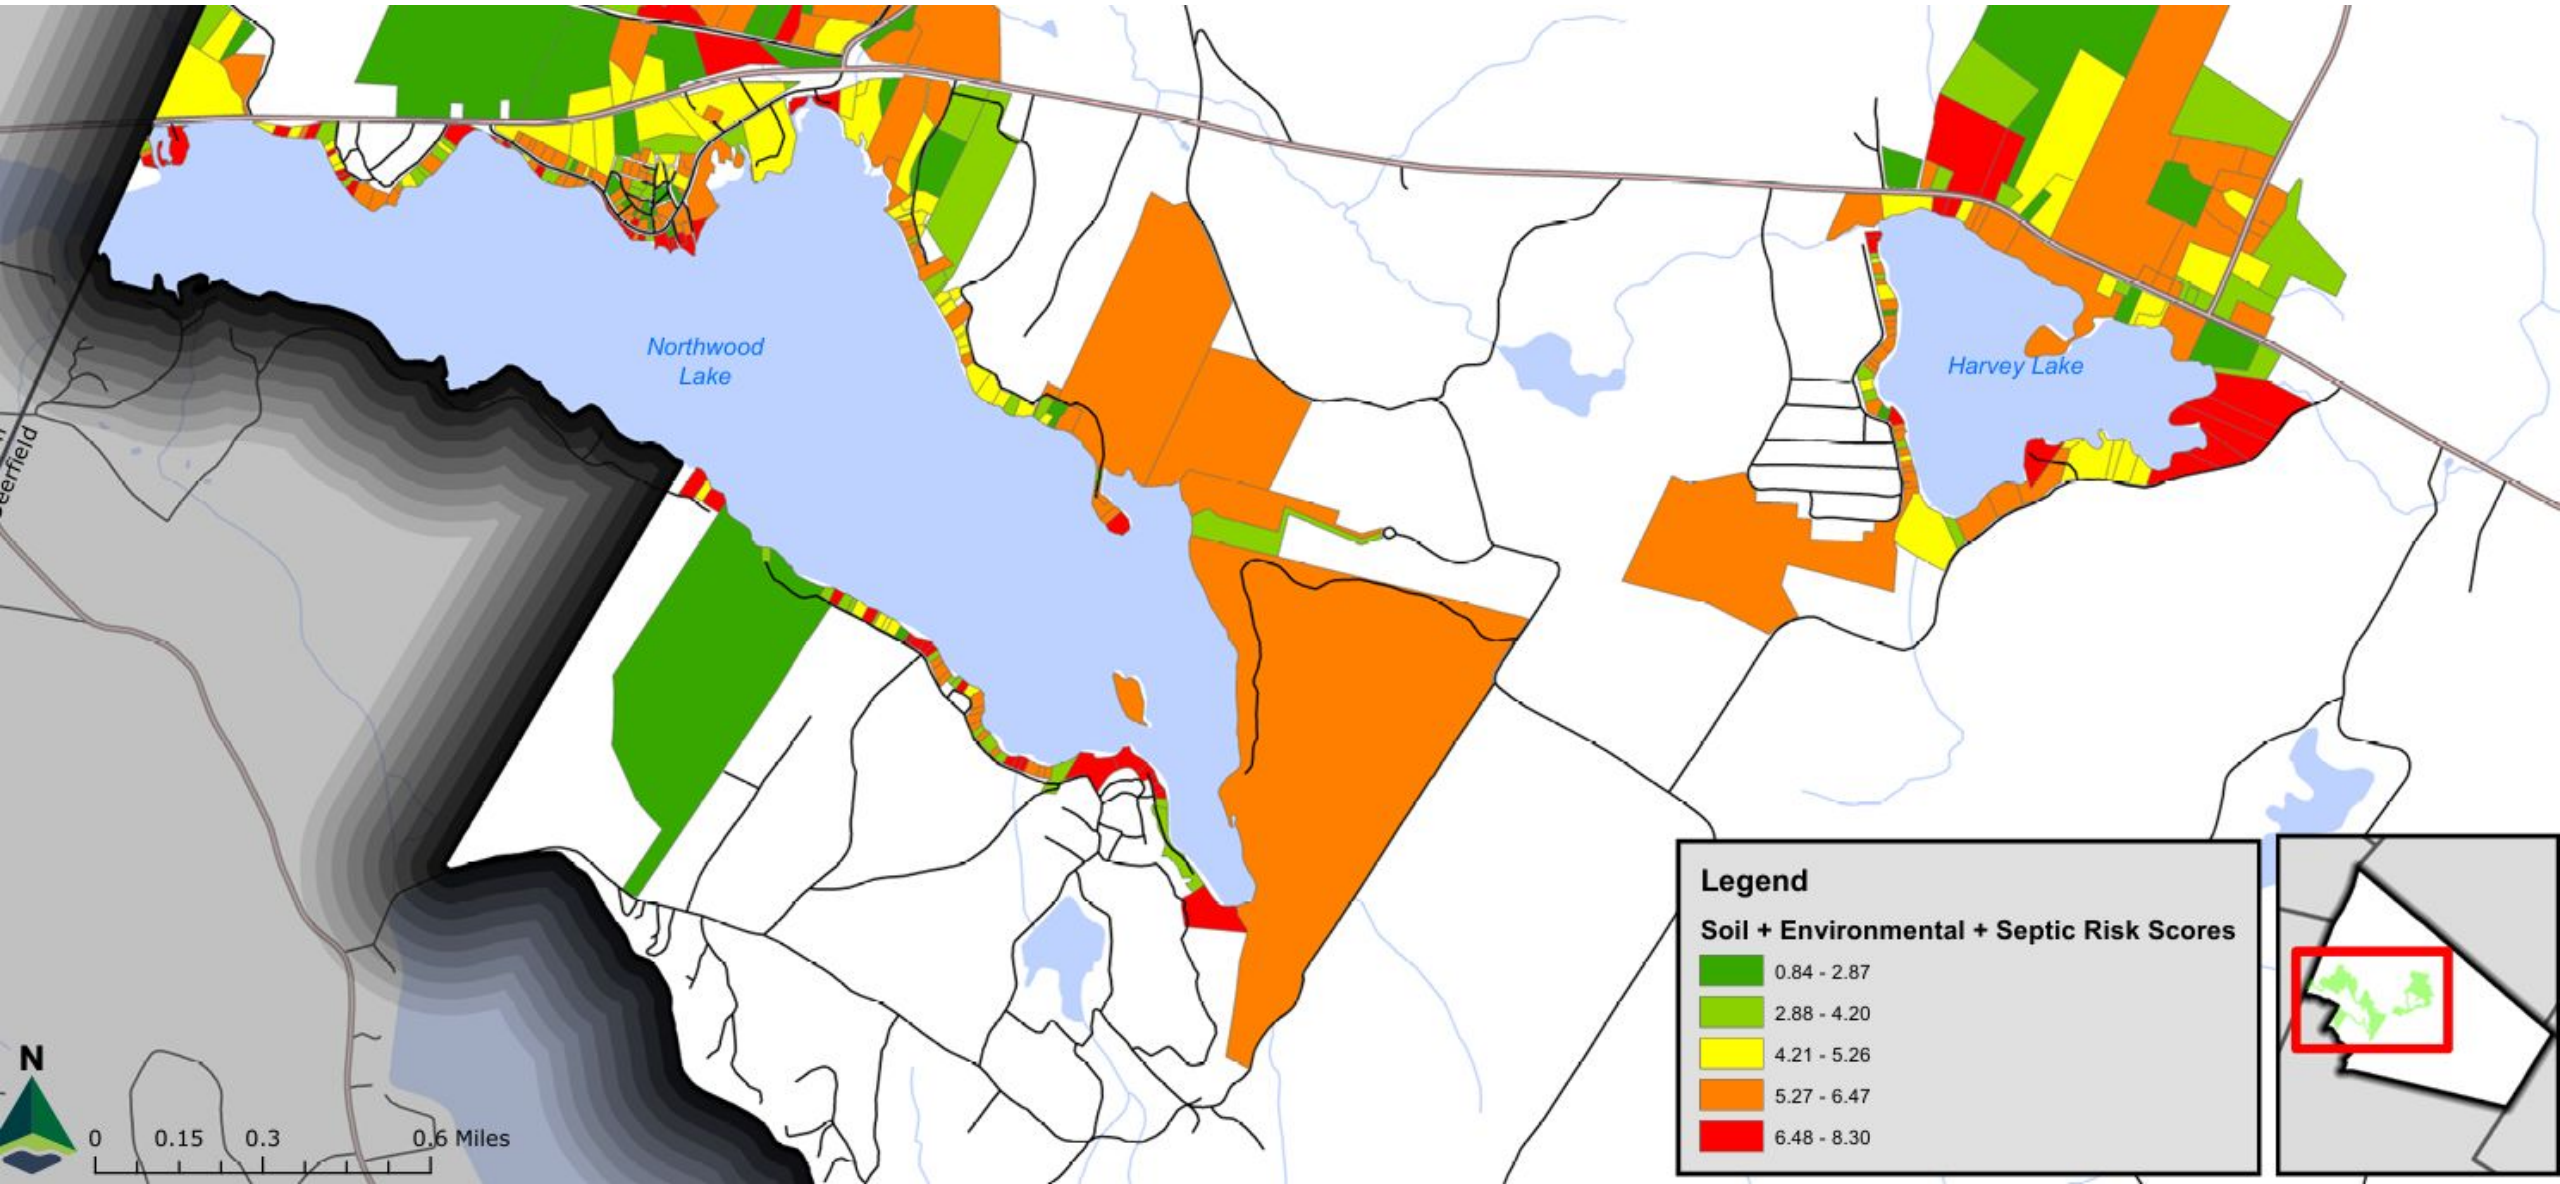 Northwood
Lake
Harvey Lake
eerfield
Legend
Soil + Environmental + Septic Risk Scores
0.84 - 2.87
2.88 - 4.20
4.21 - 5.26
5.27 - 6.47
6.48 - 8.30
N
0 0.15 0.3 0.6 Miles